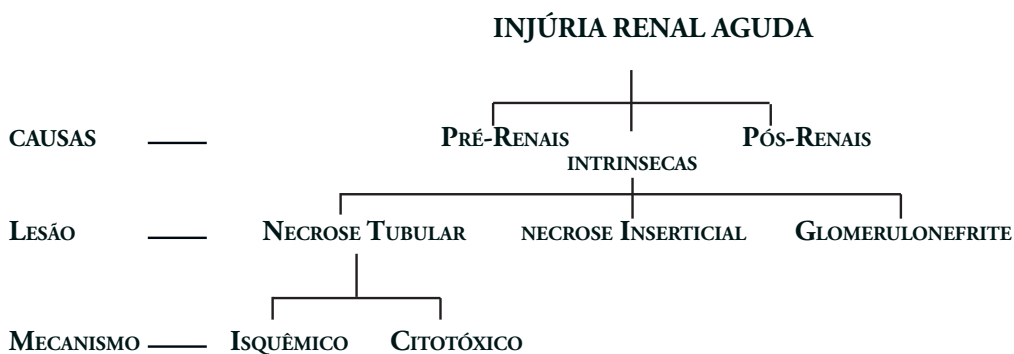 INJÚRIA RENAL AGUDA
CAUSAS PRÉ-RENAIS PÓS-RENAIS
INTRINSECAS
LESÃO NECROSE TUBULAR NECROSE INSERTICIAL GLOMERULONEFRITE
MECANISMO ISQUÊMICO CITOTÓXICO